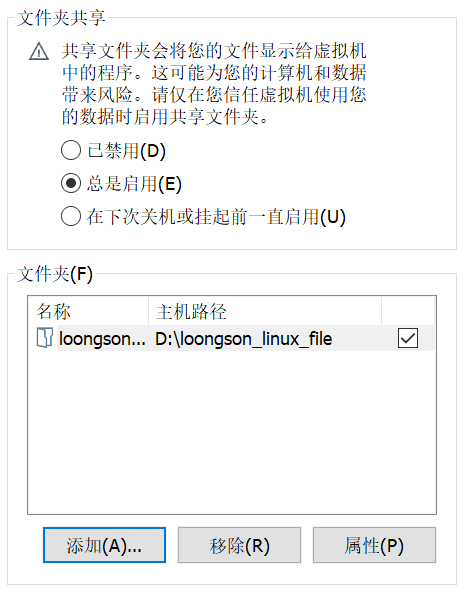 文件夹共享
共享文件夹会将您的文件显示给虚拟机
中的程序。这可能为您的计算机和数据
带来风险。请仅在您信任虚拟机使用您
的数据时启用共享文件夹。
已禁用(D)
总是启用(E)
在下次关机或挂起前一直启用(U)
文件夹(F)
名称 主机路径
loongson... D:\loongson_linux_file
添加(A)... 移除(R) 属性(P)